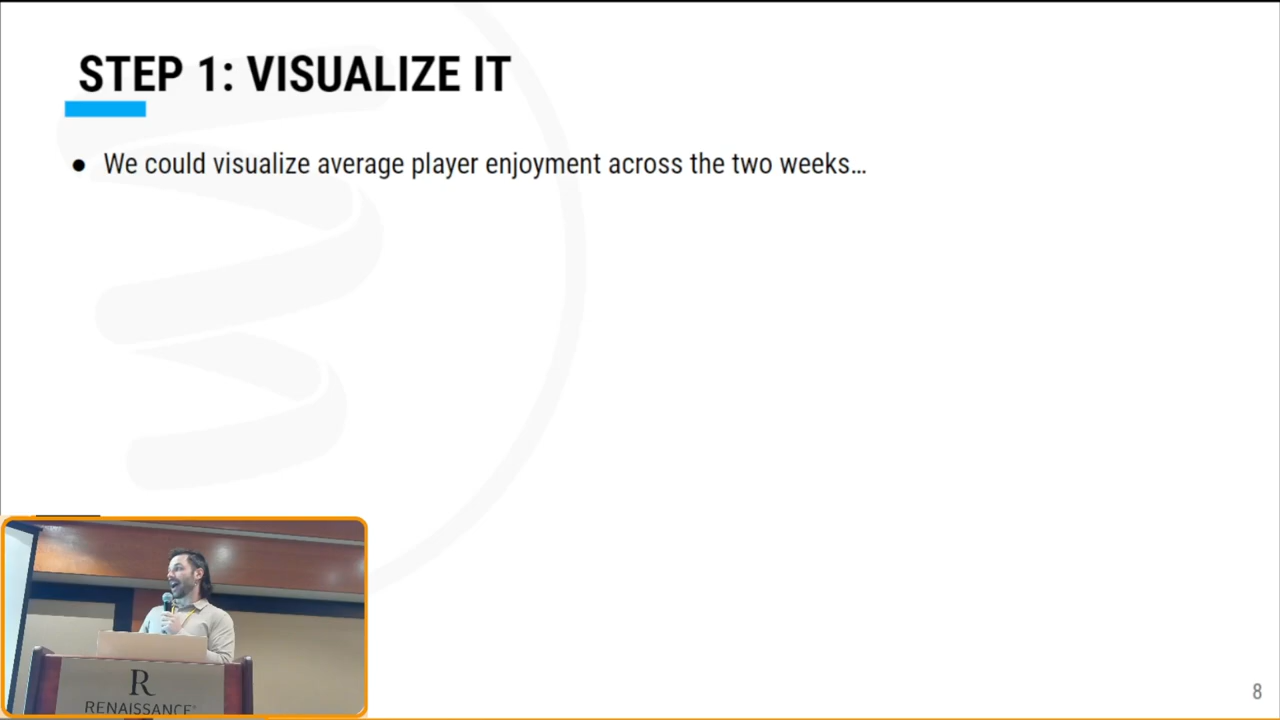 STEP 1: VISUALIZE IT
● We could visualize average player enjoyment across the two weeks…
R
RENAISSANCE
8